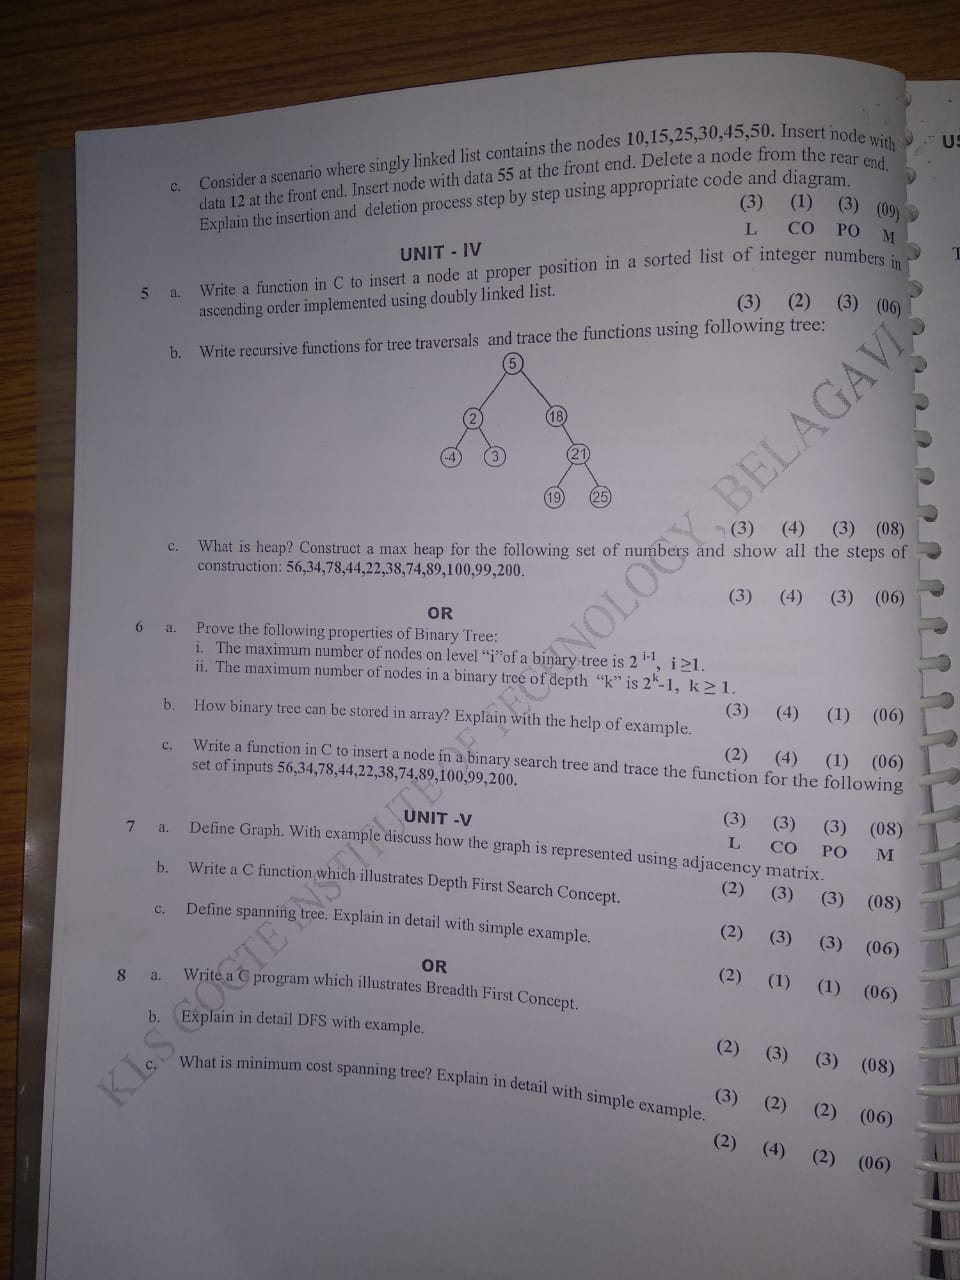 c. Consider a scenario where singly linked list contains the nodes 10,15,25,30,45,50. Insert node with
data 12 at the front end. Insert node with data 55 at the front end. Delete a node from the rear end.
Explain the insertion and deletion process step by step using appropriate code and diagram.
(3) (1) (3) (09)
UNIT - IV L CO PO M
5 a. Write a function in C to insert a node at proper position in a sorted list of integer numbers in
ascending order implemented using doubly linked list.
(3) (2) (3) (06)
b. Write recursive functions for tree traversals and trace the functions using following tree:
5
2 18
-4 3 21
19 25
(3) (4) (3) (08)
c. What is heap? Construct a max heap for the following set of numbers and show all the steps of
construction: 56,34,78,44,22,38,74,89,100,99,200.
(3) (4) (3) (06)
OR
6 a. Prove the following properties of Binary Tree:
i. The maximum number of nodes on level “i”of a binary tree is 2 i-1, i ≥1.
ii. The maximum number of nodes in a binary tree of depth “k” is 2k-1, k ≥ 1.
(3) (4) (1) (06)
b. How binary tree can be stored in array? Explain with the help of example.
(2) (4) (1) (06)
c. Write a function in C to insert a node in a binary search tree and trace the function for the following
set of inputs 56,34,78,44,22,38,74,89,100,99,200.
(3) (3) (3) (08)
UNIT -V L CO PO M
7 a. Define Graph. With example discuss how the graph is represented using adjacency matrix.
(2) (3) (3) (08)
b. Write a C function which illustrates Depth First Search Concept.
(2) (3) (3) (06)
c. Define spanning tree. Explain in detail with simple example.
(2) (1) (1) (06)
OR
8 a. Write a C program which illustrates Breadth First Concept.
(2) (3) (3) (08)
b. Explain in detail DFS with example.
(3) (2) (2) (06)
c. What is minimum cost spanning tree? Explain in detail with simple example.
(2) (4) (2) (06)
KLS GOGTE INSTITUTE OF TECHNOLOGY , BELAGAVI